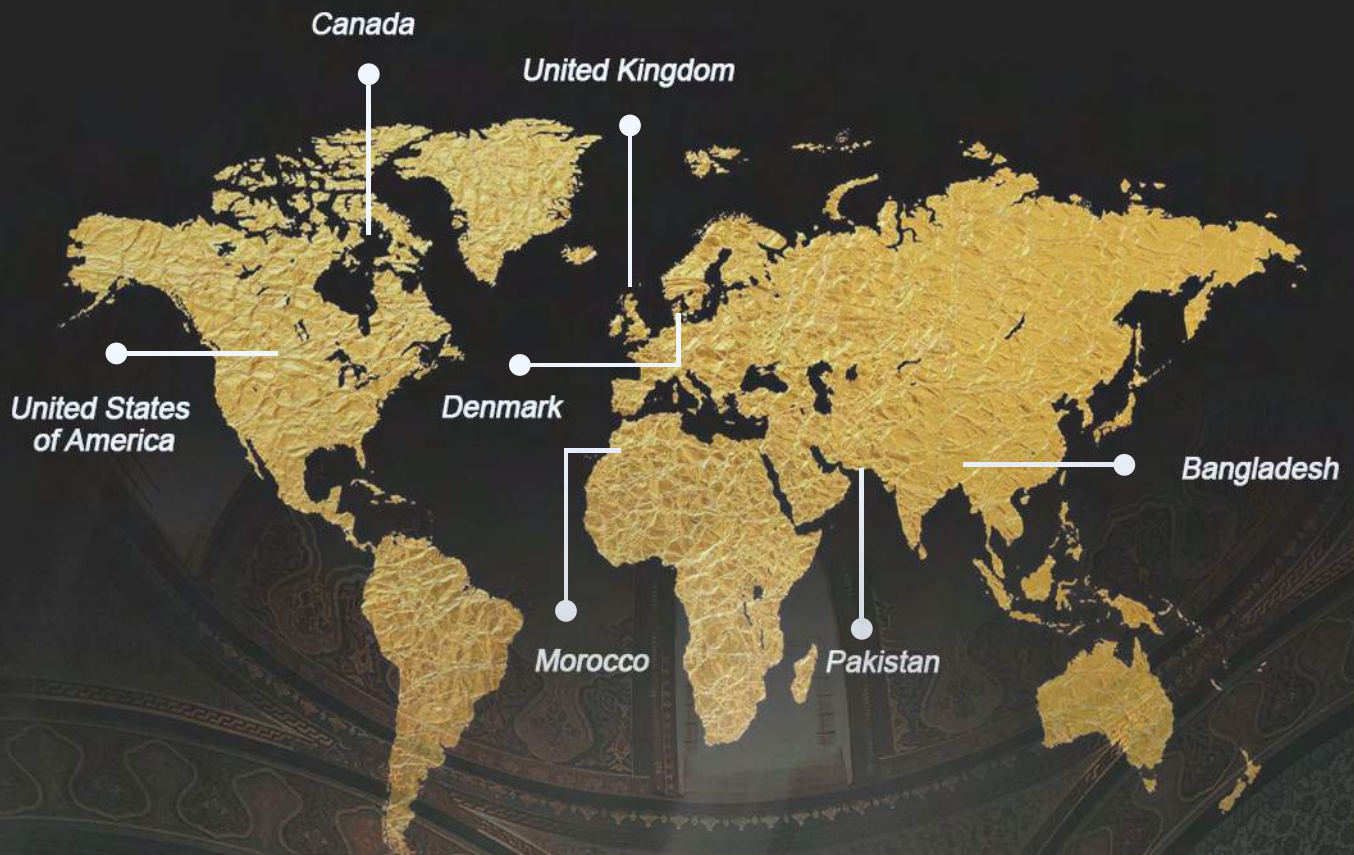 Canada
United Kingdom
United States
of America
Denmark
Bangladesh
Morocco
Pakistan